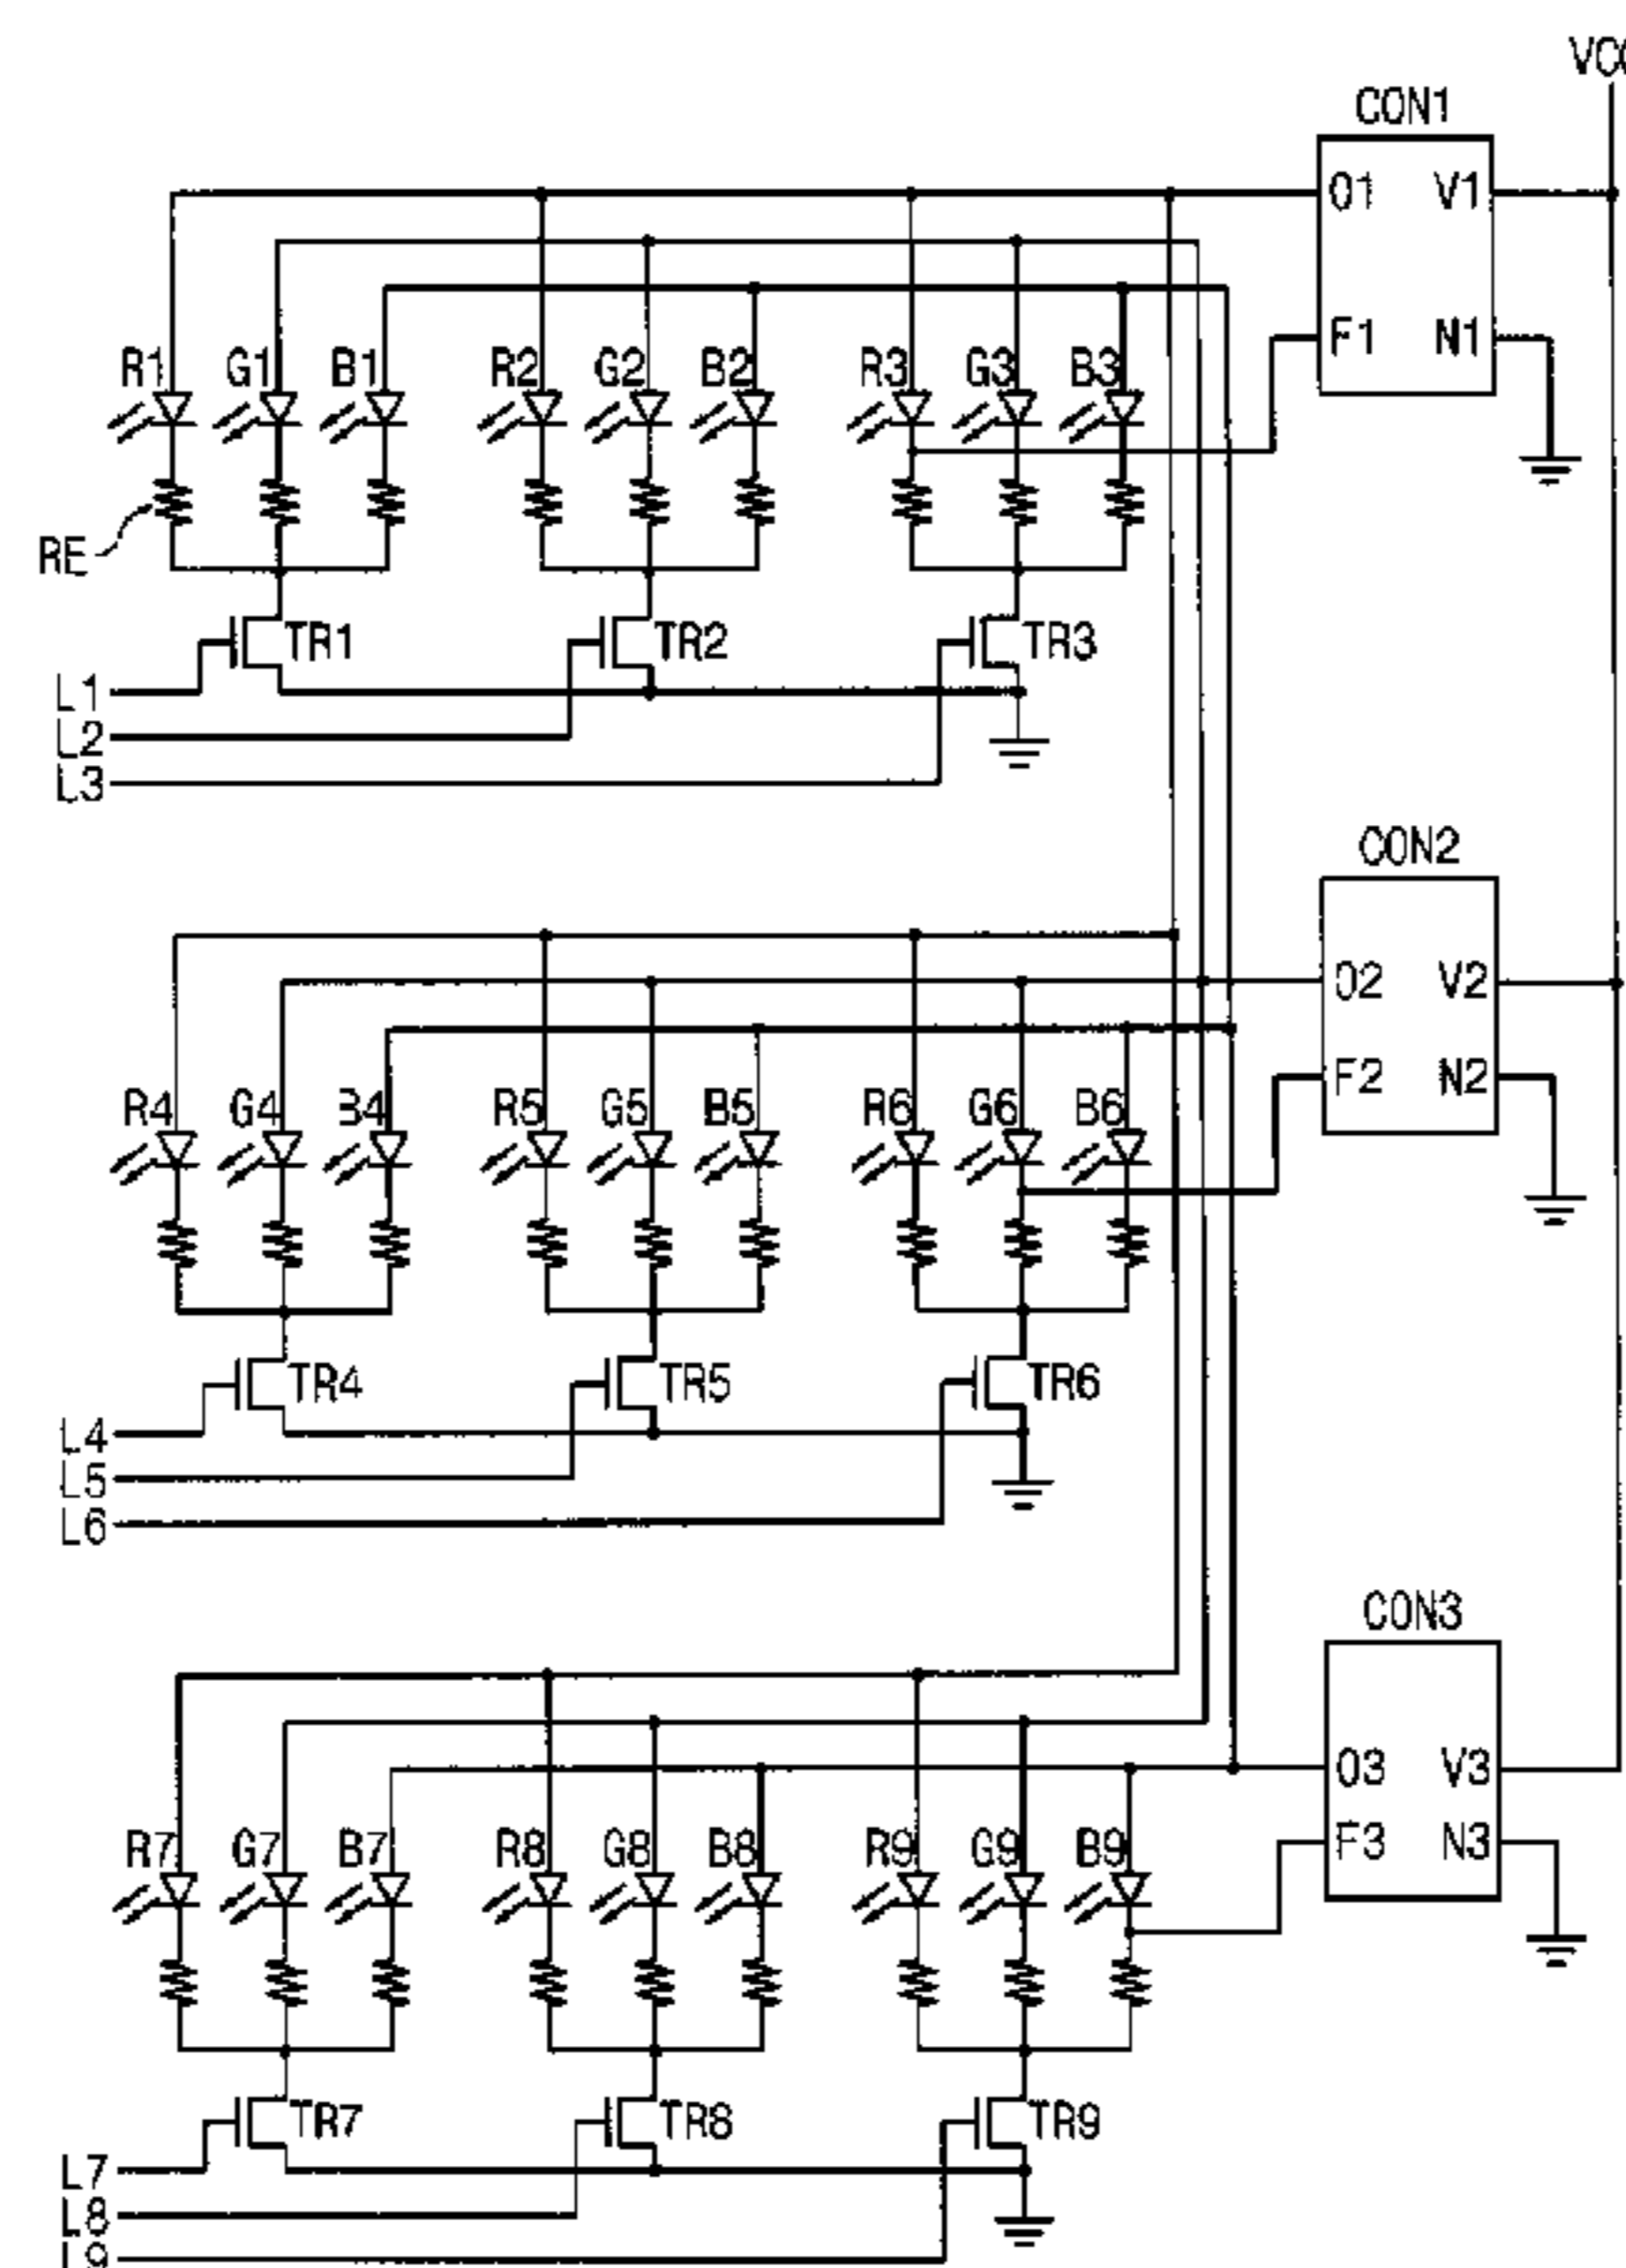 VCC
CON1
O1 V1
F1 N1
R1 G1 B1 R2 G2 B2 R3 G3 B3
RE
TR1 TR2 TR3
L1
L2
L3
CON2
O2 V2
F2 N2
R4 G4 B4 R5 G5 B5 R6 G6 B6
TR4 TR5 TR6
L4
L5
L6
CON3
O3 V3
F3 N3
R7 G7 B7 R8 G8 B8 R9 G9 B9
TR7 TR8 TR9
L7
L8
L9